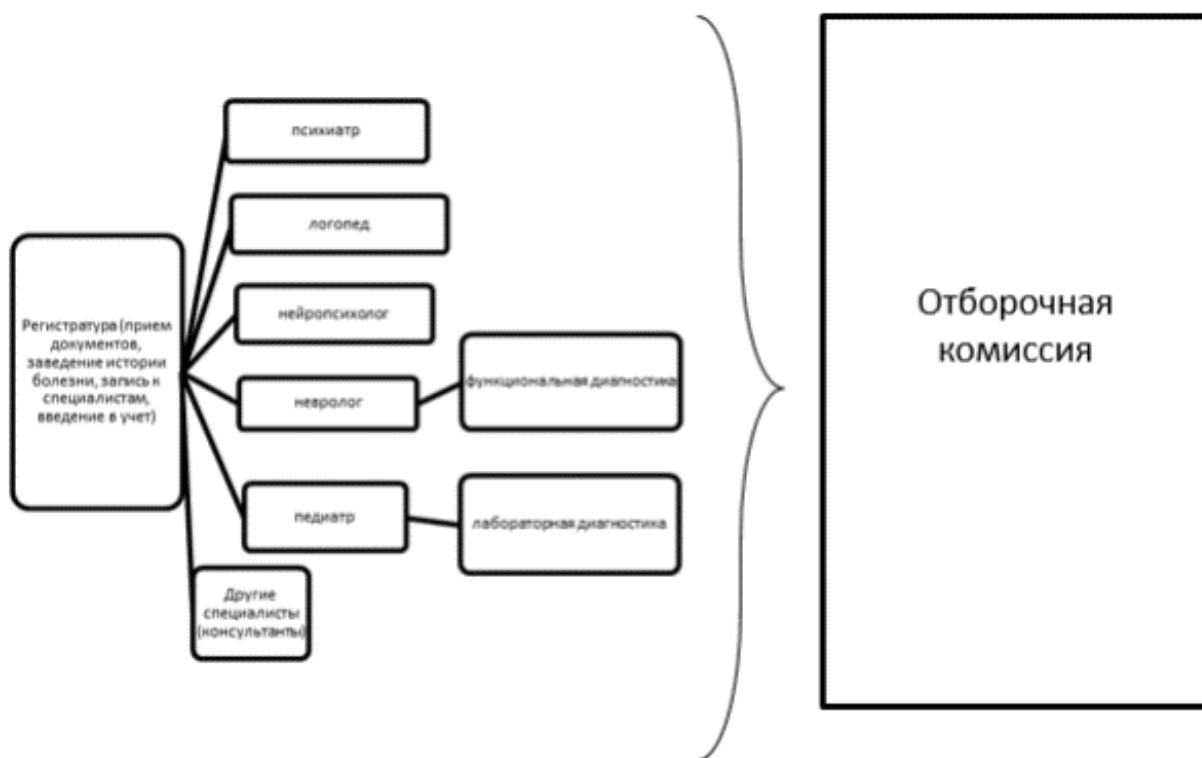 психиатр
логопед
нейропсихолог
Регистратура (прием
документов,
заведение истории
болезни, запись к
специалистам,
введение в учет)
невролог
функциональная диагностика
педиатр
лабораторная диагностика
Другие
специалисты
(консультанты)
Отборочная
комиссия